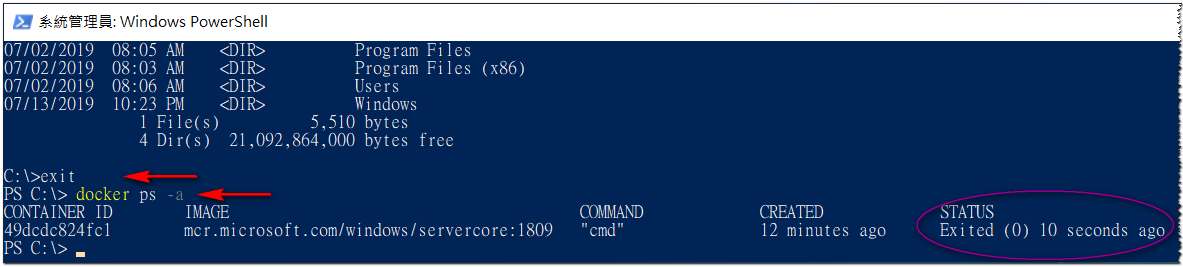 系統管理員: Windows PowerShell
07/02/2019  08:05 AM    <DIR>          Program Files
07/02/2019  08:03 AM    <DIR>          Program Files (x86)
07/02/2019  08:06 AM    <DIR>          Users
07/13/2019  10:23 PM    <DIR>          Windows
               1 File(s)          5,510 bytes
               4 Dir(s)  21,092,864,000 bytes free
C:\>exit
PS C:\> docker ps -a
CONTAINER ID        IMAGE                                       COMMAND             CREATED             STATUS
49dcdc824fc1        mcr.microsoft.com/windows/servercore:1809   "cmd"               12 minutes ago      Exited (0) 10 seconds ago
PS C:\>